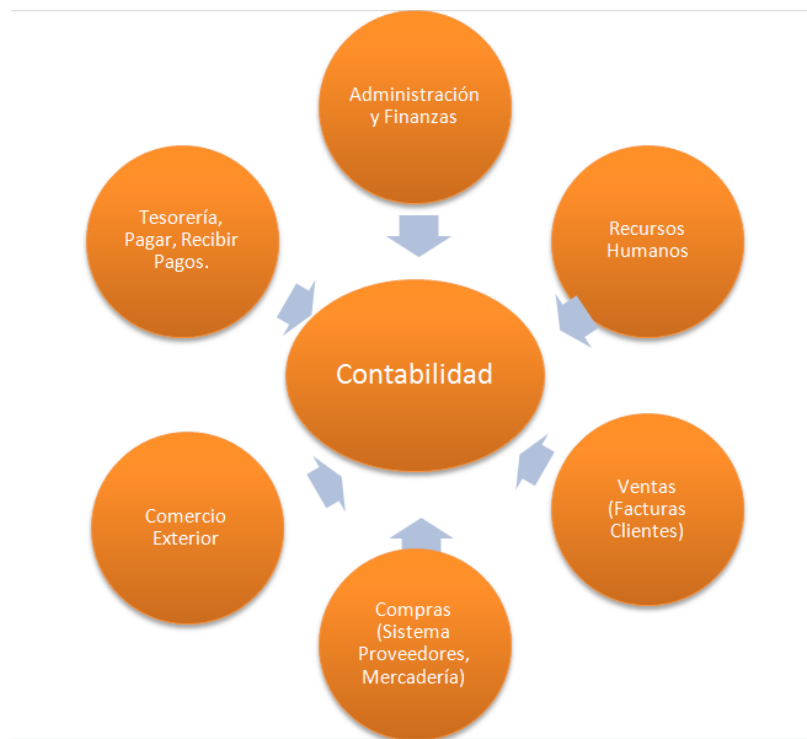 Administración
y Finanzas
Tesorería,
Pagar, Recibir
Pagos.
Recursos
Humanos
Contabilidad
Comercio
Exterior
Ventas
(Facturas
Clientes)
Compras
(Sistema
Proveedores,
Mercadería)